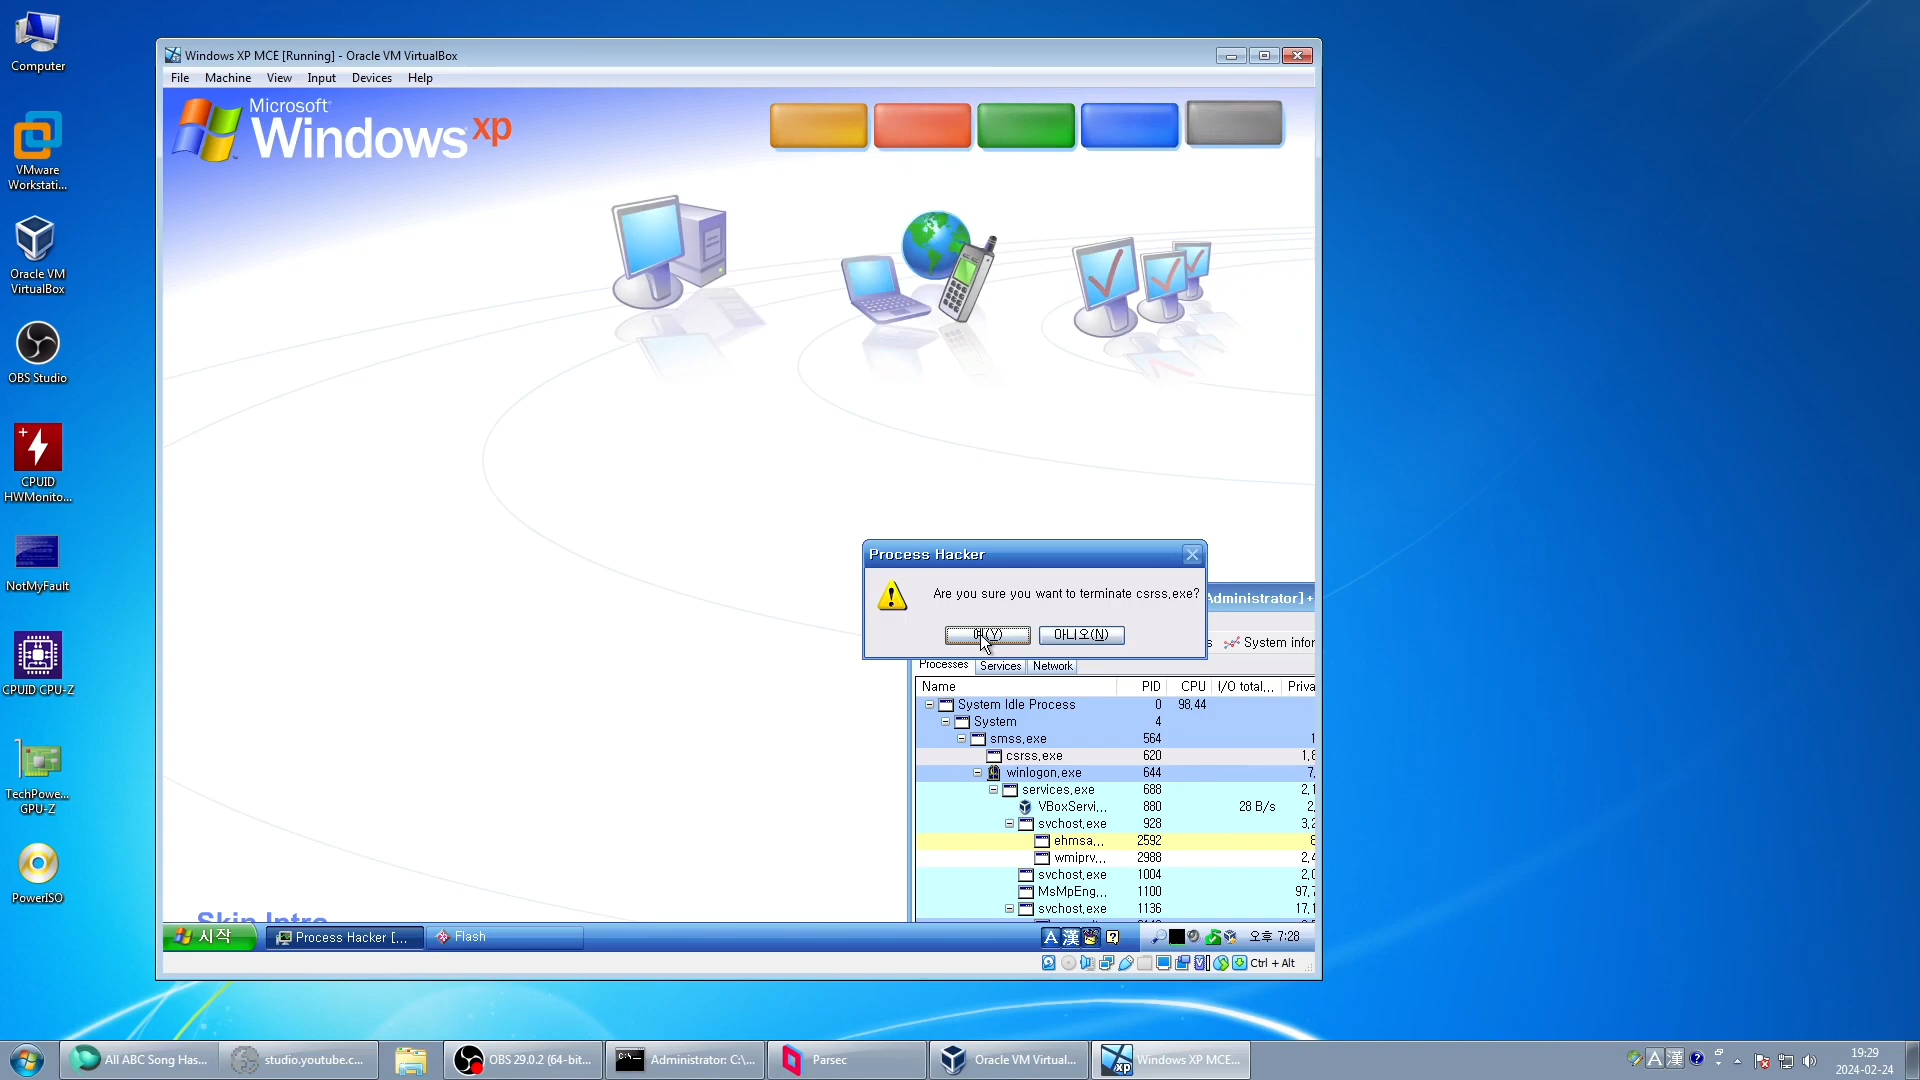 Computer
VMware
Workstati...
Oracle VM
VirtualBox
OBS Studio
CPUID
HWMonito...
NotMyFault
CPUID CPU-Z
TechPowe...
GPU-Z
PowerISO
Windows XP MCE [Running] - Oracle VM VirtualBox
File Machine View Input Devices Help
Microsoft
Windows xp
Process Hacker
Are you sure you want to terminate csrss.exe?
예(Y) 아니오(N)
Administrator]+
s System infor
Processes Services Network
Name PID CPU I/O total... Priva
System Idle Process 0 98.44
System 4
smss.exe 564
csrss.exe 620
winlogon.exe 644
services.exe 688
VBoxServi... 880 28 B/s
svchost.exe 928
ehmsa... 2592
wmiprv... 2988
svchost.exe 1004
MsMpEng... 1100
svchost.exe 1136
Skip Intro
시작 Process Hacker [... Flash A 漢 오후 7:28
Ctrl + Alt
All ABC Song Has... studio.youtube.c... OBS 29.0.2 (64-bit... Administrator: C:\... Parsec Oracle VM Virtual... Windows XP MCE... A 漢
19:29
2024-02-24